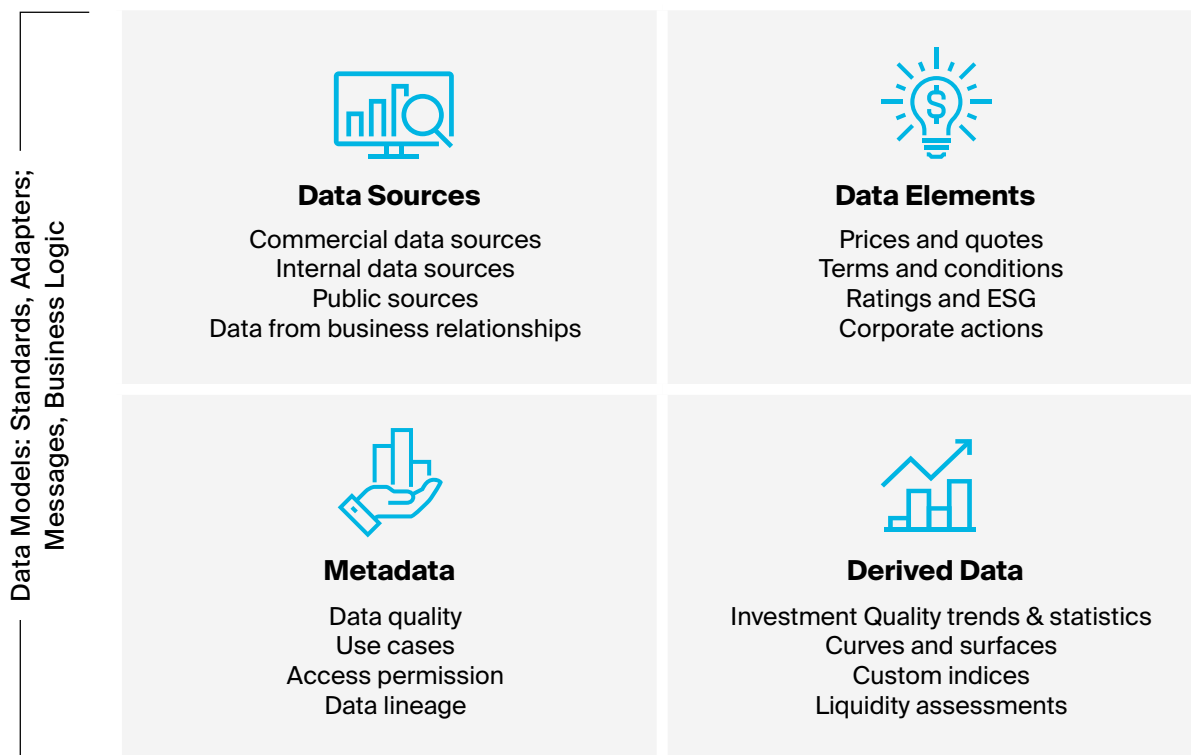 Data Models: Standards, Adapters;
Messages, Business Logic
Data Sources
Commercial data sources
Internal data sources
Public sources
Data from business relationships
$
Data Elements
Prices and quotes
Terms and conditions
Ratings and ESG
Corporate actions
Metadata
Data quality
Use cases
Access permission
Data lineage
Derived Data
Investment Quality trends & statistics
Curves and surfaces
Custom indices
Liquidity assessments